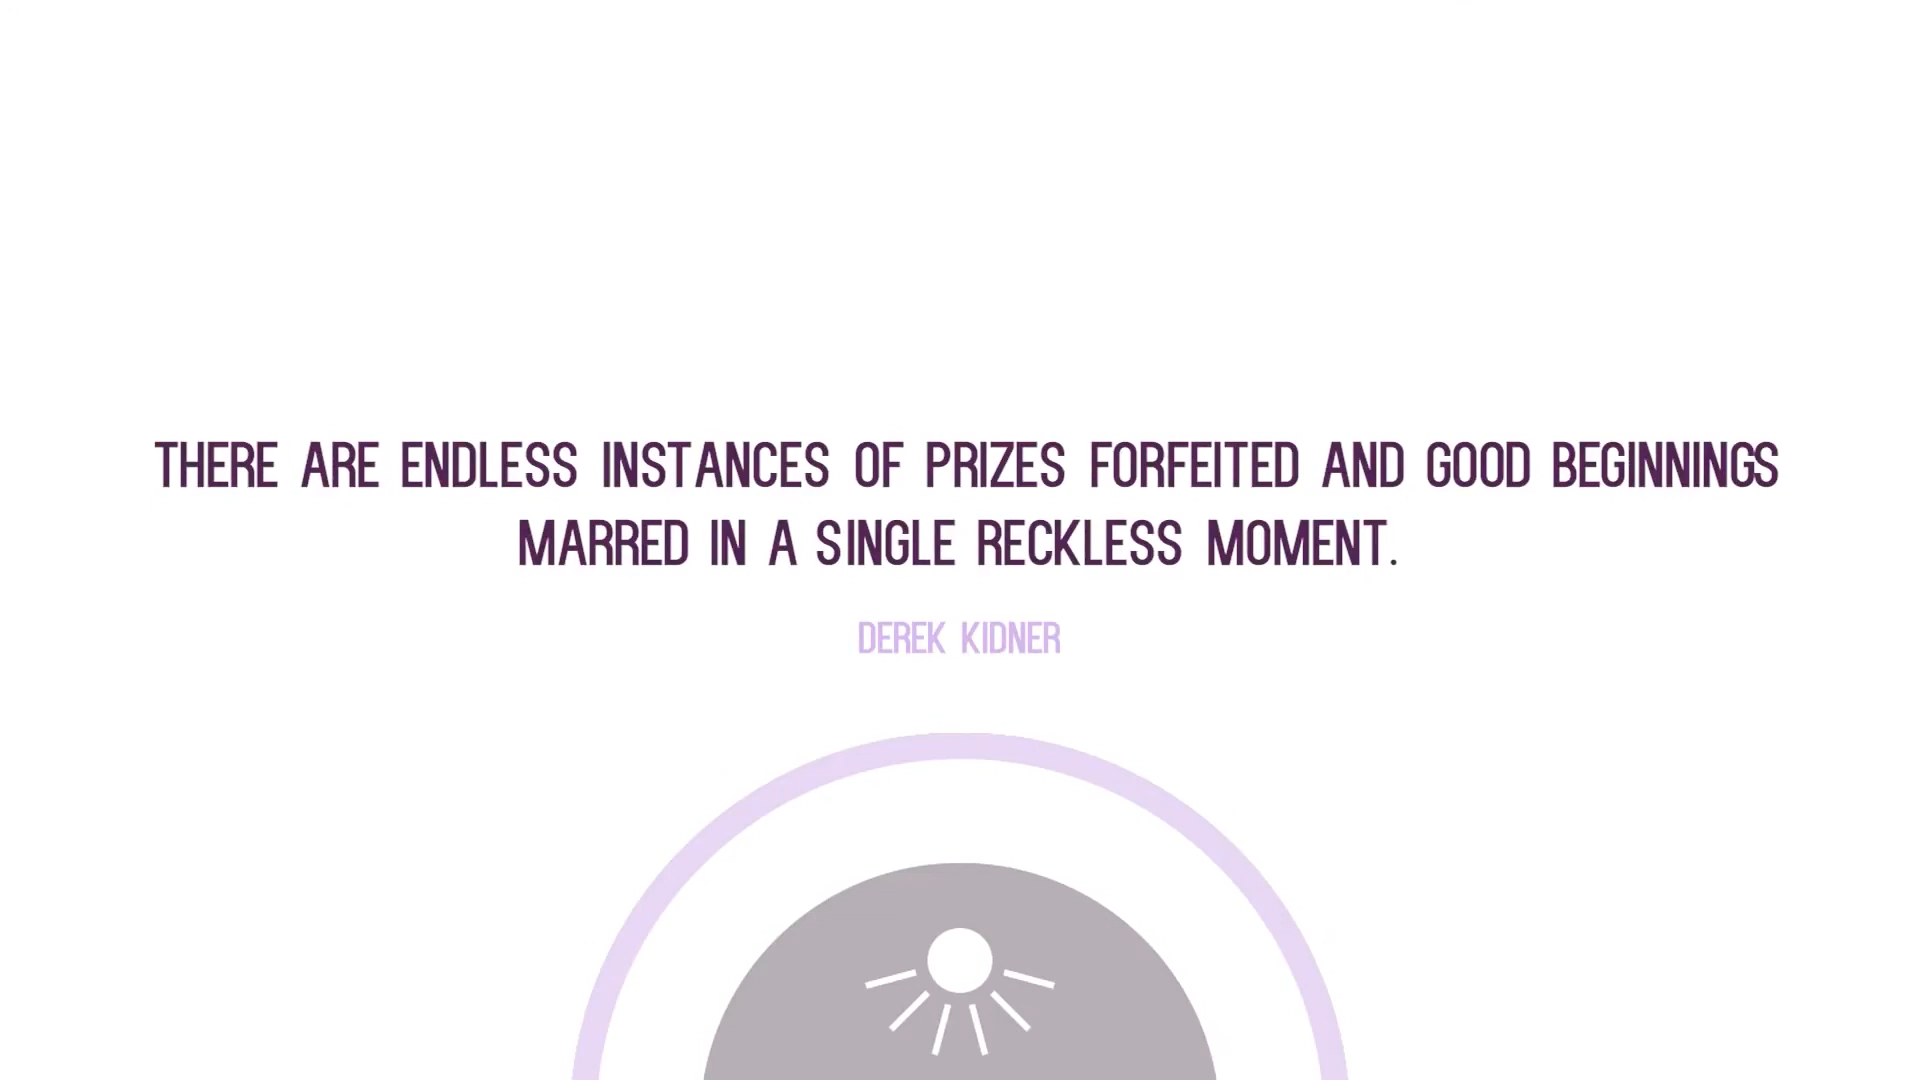 THERE ARE ENDLESS INSTANCES OF PRIZES FORFEITED AND GOOD BEGINNINGS
MARRED IN A SINGLE RECKLESS MOMENT.
DEREK KIDNER